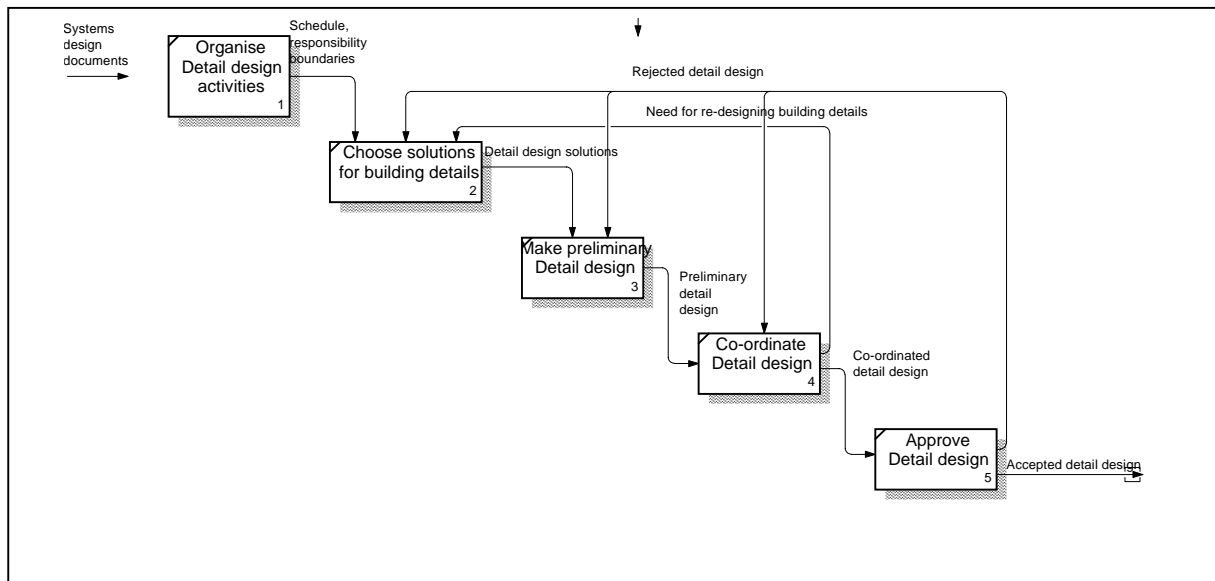 Systems
design
documents
Organise
Detail design
activities
1
Schedule,
responsibility
boundaries
Rejected detail design
Need for re-designing building details
Choose solutions
for building details
2
Detail design solutions
Make preliminary
Detail design
3
Preliminary
detail
design
Co-ordinate
Detail design
4
Co-ordinated
detail design
Approve
Detail design
5
Accepted detail design